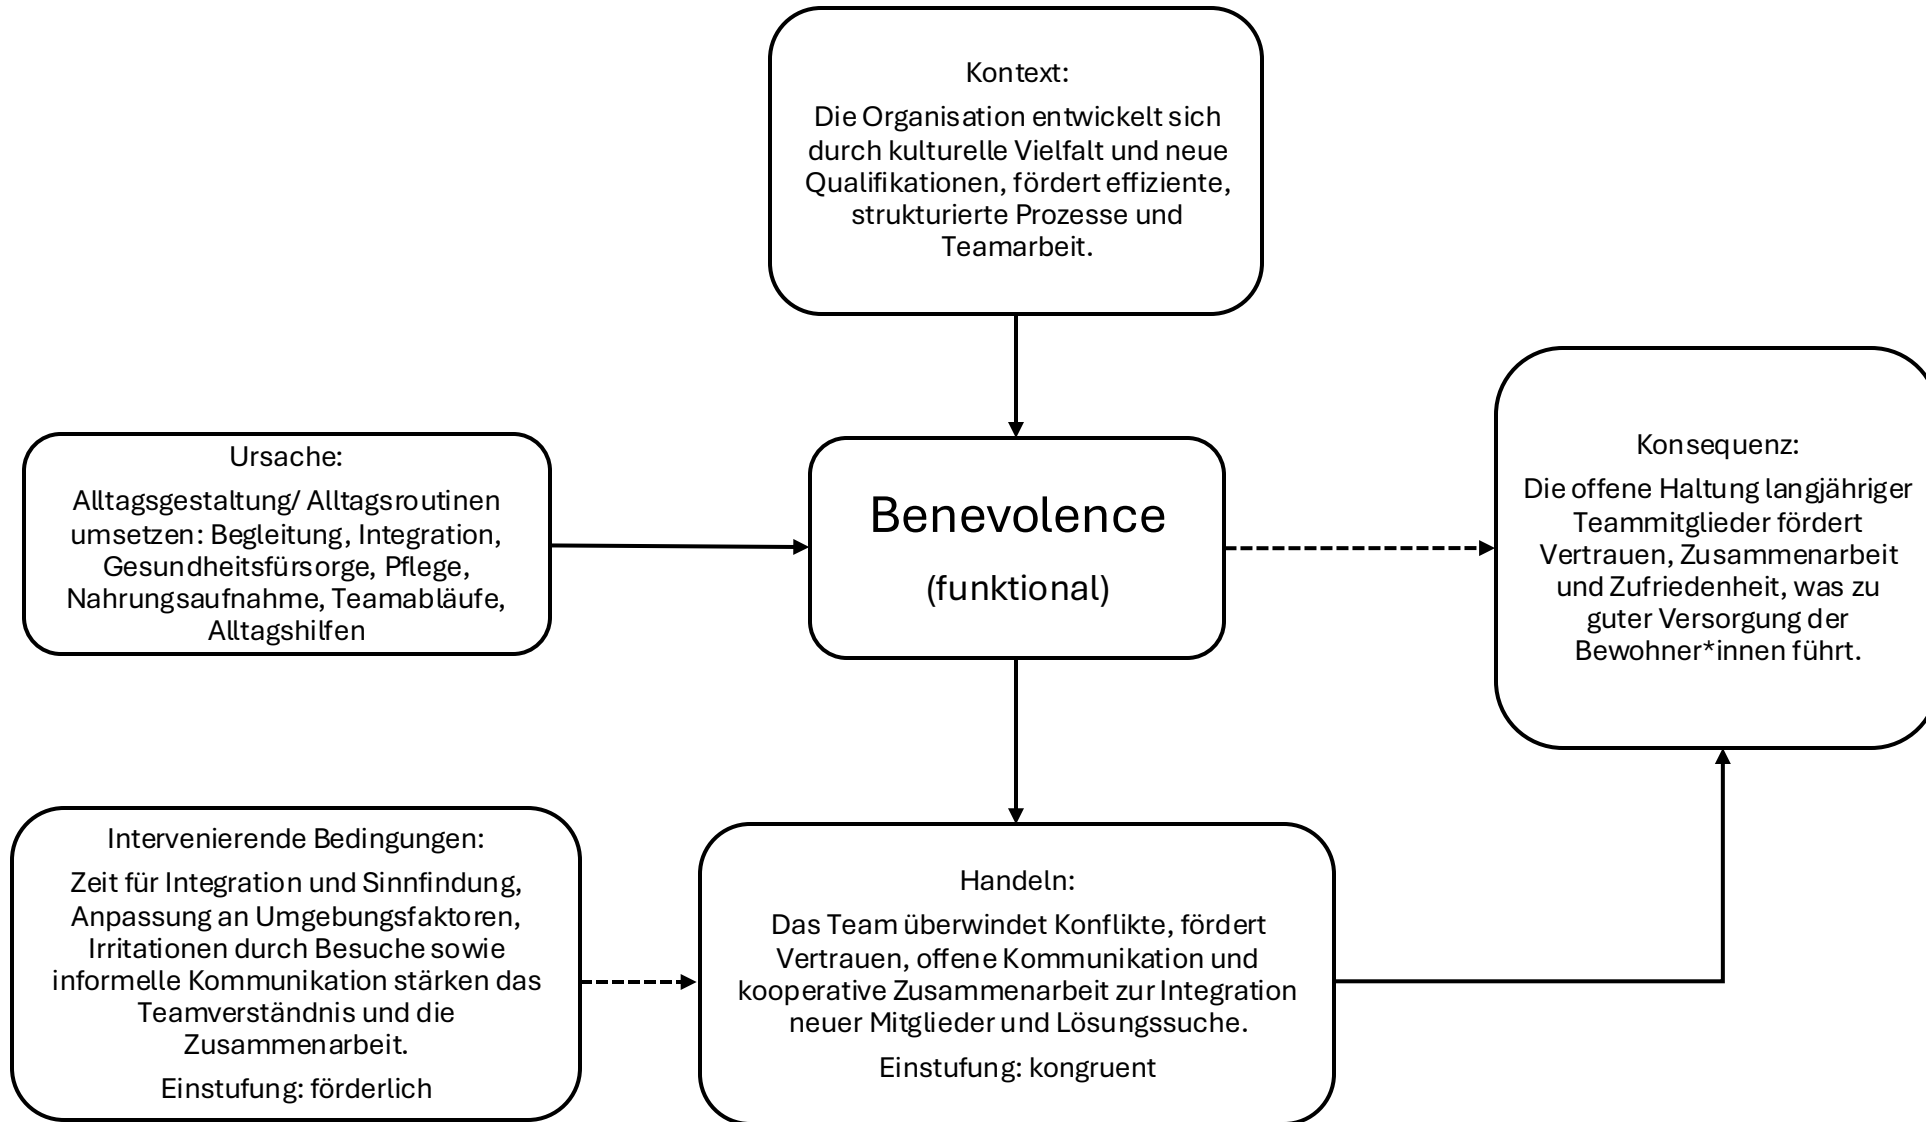 Kontext:
Die Organisation entwickelt sich
durch kulturelle Vielfalt und neue
Qualifikationen, fördert effiziente,
strukturierte Prozesse und
Teamarbeit.
Ursache:
Alltagsgestaltung/ Alltagsroutinen
umsetzen: Begleitung, Integration,
Gesundheitsfürsorge, Pflege,
Nahrungsaufnahme, Teamabläufe,
Alltagshilfen
Benevolence
(funktional)
Konsequenz:
Die offene Haltung langjähriger
Teammitglieder fördert
Vertrauen, Zusammenarbeit
und Zufriedenheit, was zu
guter Versorgung der
Bewohner*innen führt.
Intervenierende Bedingungen:
Zeit für Integration und Sinnfindung,
Anpassung an Umgebungsfaktoren,
Irritationen durch Besuche sowie
informelle Kommunikation stärken das
Teamverständnis und die
Zusammenarbeit.
Einstufung: förderlich
Handeln:
Das Team überwindet Konflikte, fördert
Vertrauen, offene Kommunikation und
kooperative Zusammenarbeit zur Integration
neuer Mitglieder und Lösungssuche.
Einstufung: kongruent